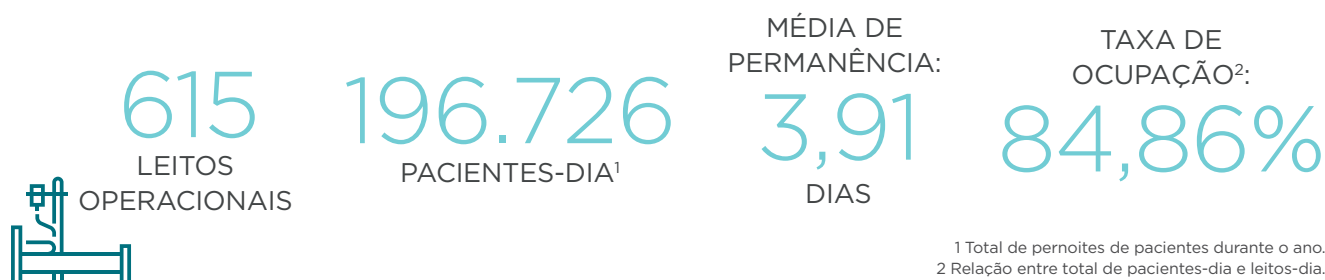 615
LEITOS
OPERACIONAIS
196.726
PACIENTES-DIA¹
MÉDIA DE
PERMANÊNCIA:
3,91
DIAS
TAXA DE
OCUPAÇÃO²:
84,86%
1 Total de pernoites de pacientes durante o ano.
2 Relação entre total de pacientes-dia e leitos-dia.